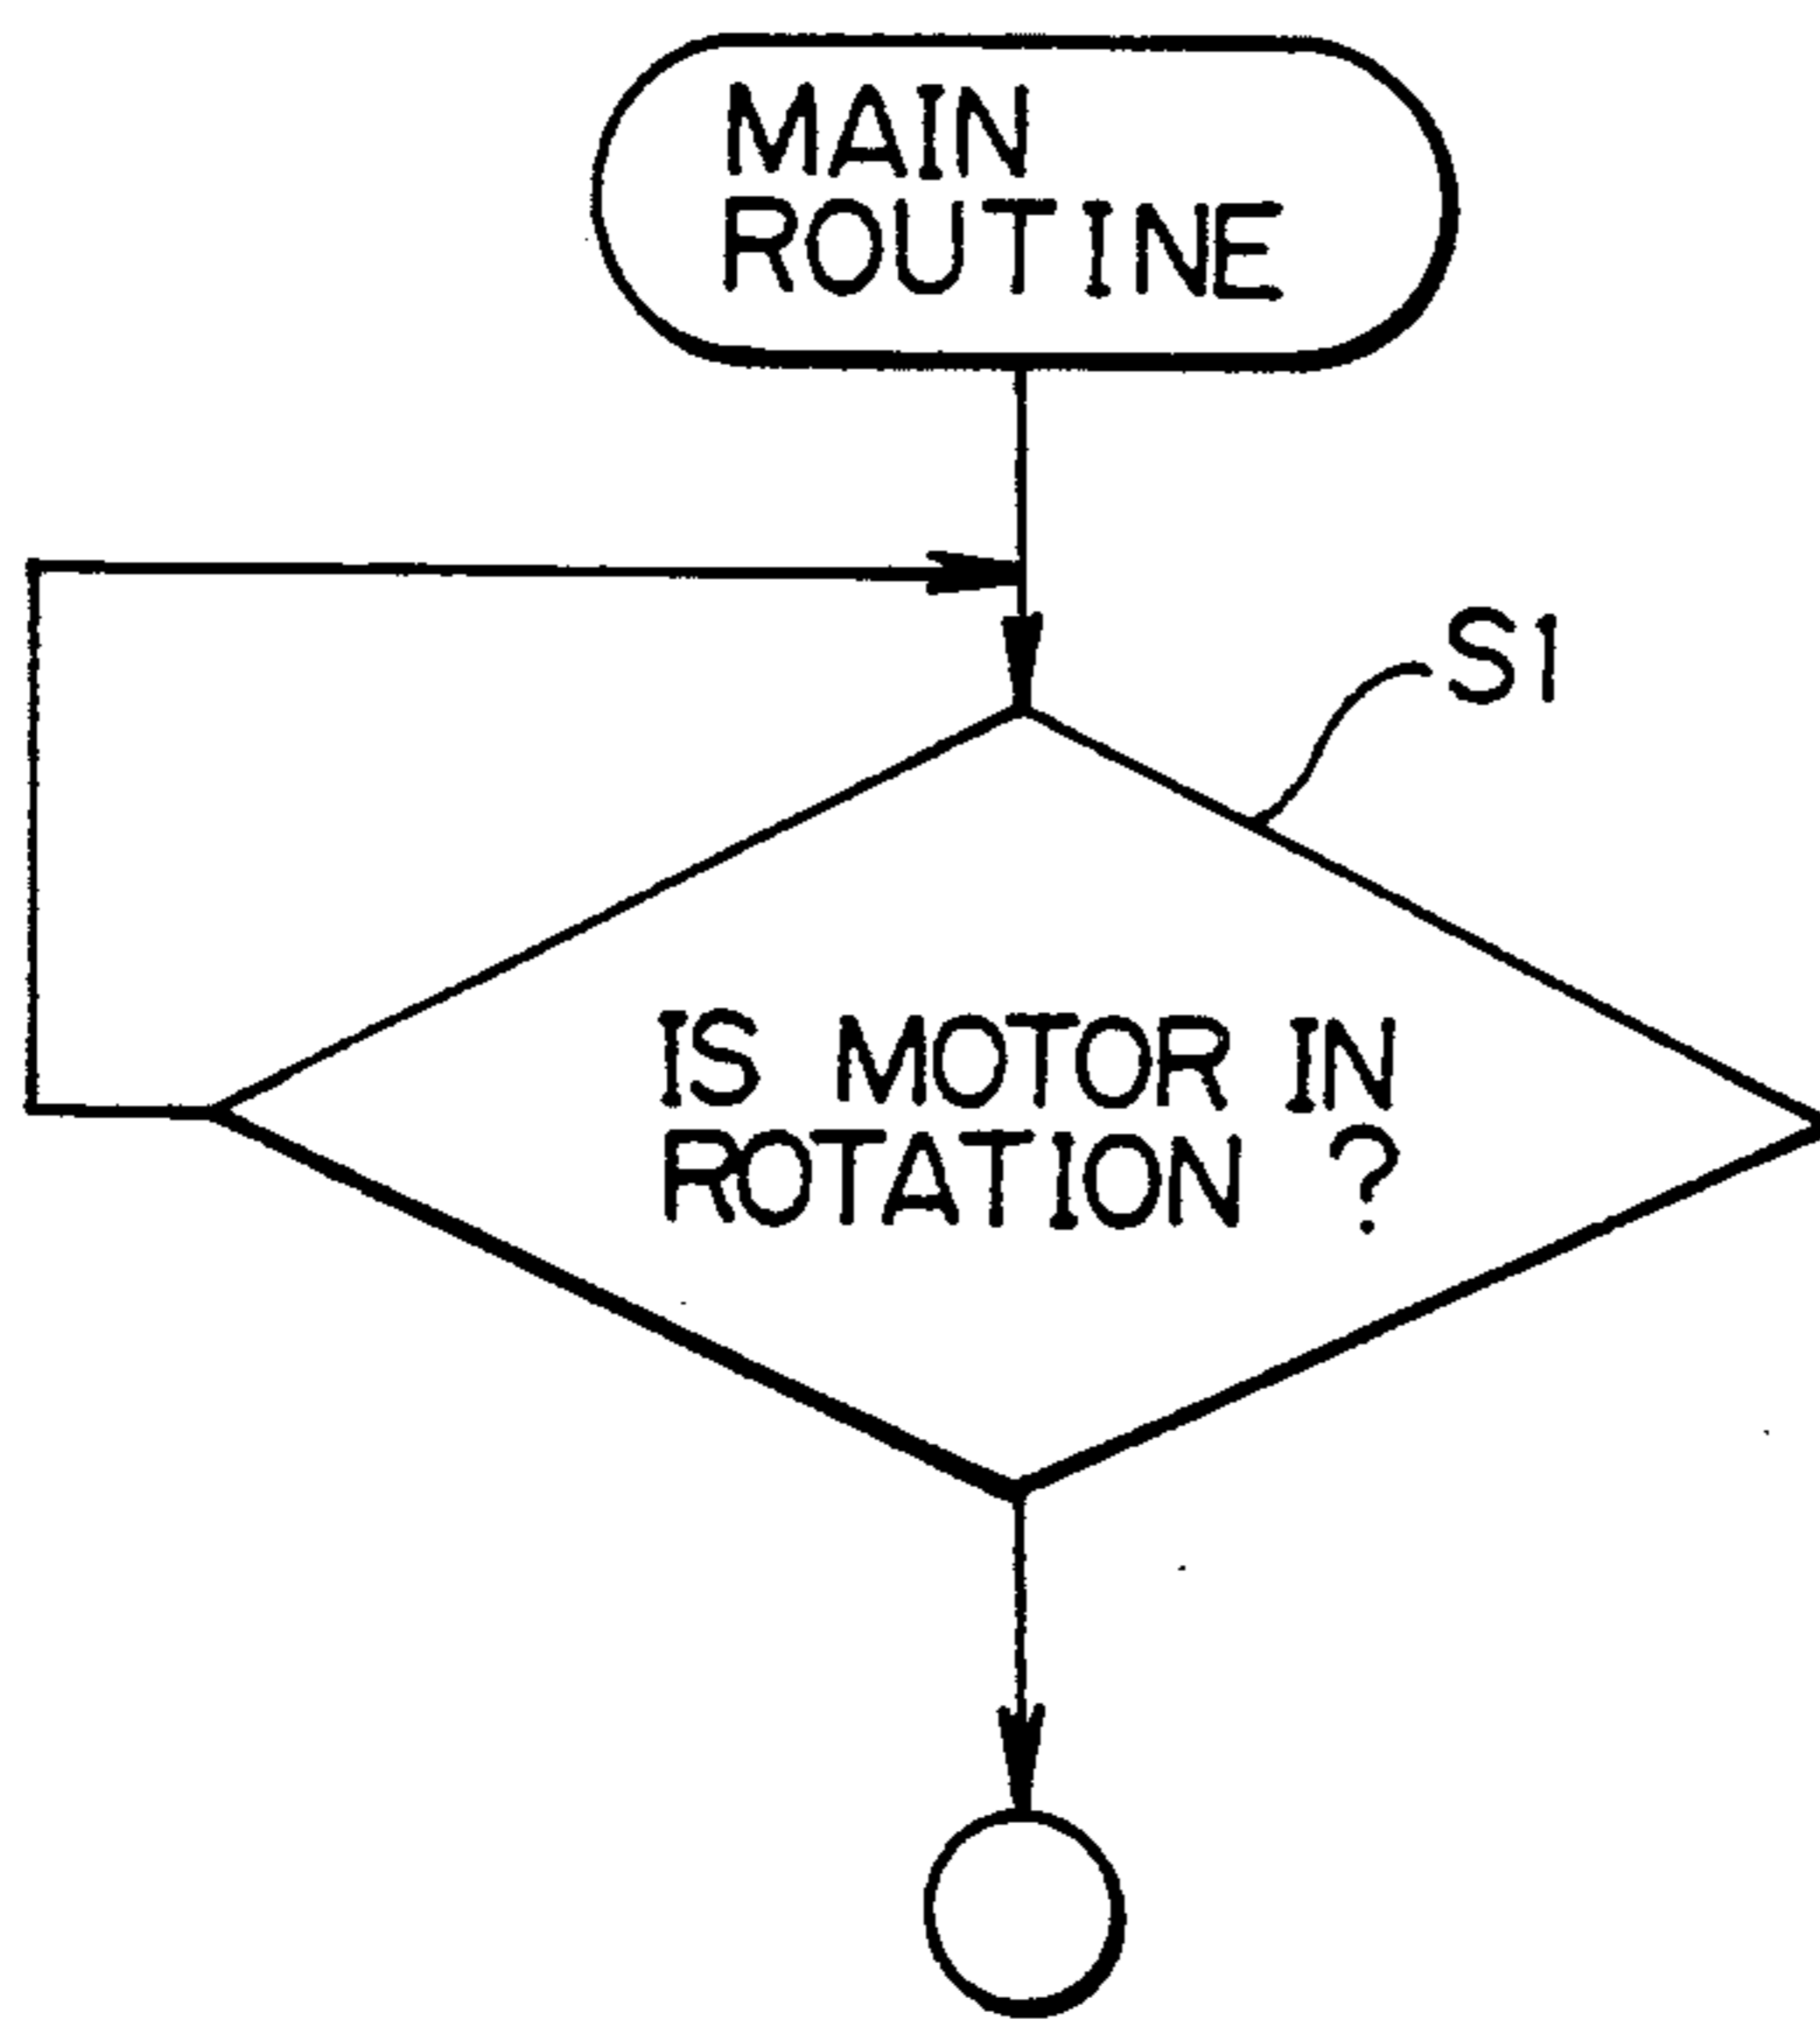 MAIN
ROUTINE
S1
IS MOTOR IN
ROTATION ?